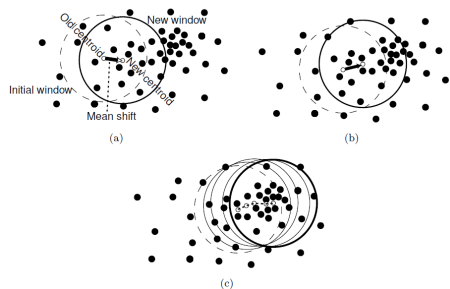 Old centroid
New window
New centroid
Initial window
Mean shift
(a)
(b)
(c)